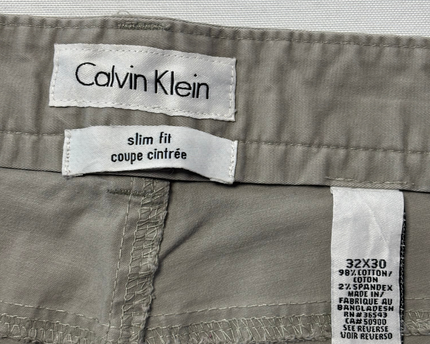 Calvin Klein
slim fit
coupe cintrée
32X30
98% COTTON/
COTON
2% SPANDEX
MADE IN/
FABRIQUE AU
BANGLADESH
RN#36543
CA#50900
SEE REVERSE
VOIR REVERSO